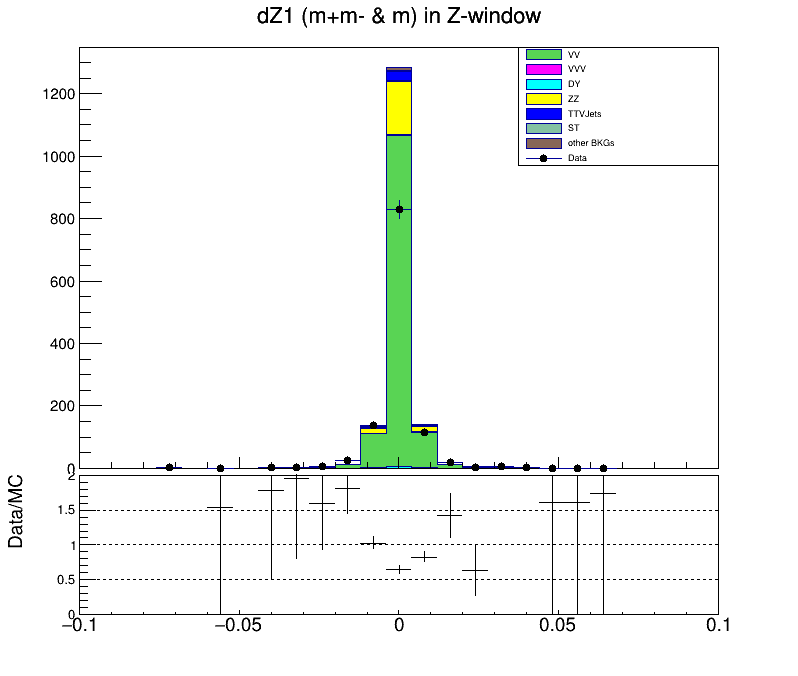 dZ1 (m+m- & m) in Z-window
VV
VVV
DY
ZZ
TTVJets
ST
other BKGs
Data
1200
1000
800
600
400
200
0
Data/MC
2
1.5
1
0.5
0
−0.1 −0.05 0 0.05 0.1